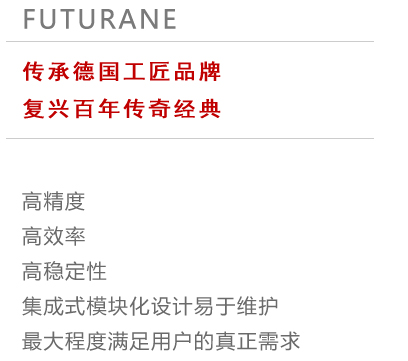 FUTURANE
传承德国工匠品牌
复兴百年传奇经典
高精度
高效率
高稳定性
集成式模块化设计易于维护
最大程度满足用户的真正需求